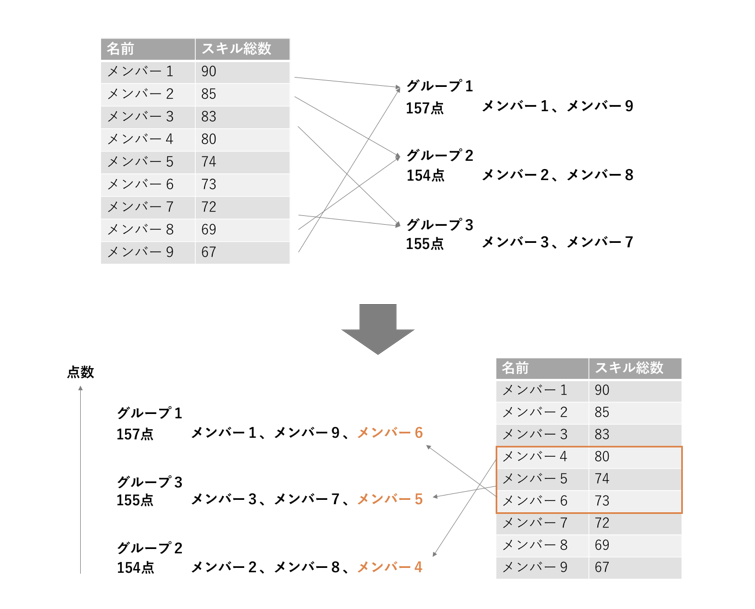 名前 スキル総数
メンバー1 90
メンバー2 85
メンバー3 83
メンバー4 80
メンバー5 74
メンバー6 73
メンバー7 72
メンバー8 69
メンバー9 67
グループ1
157点 メンバー1、メンバー9
グループ2
154点 メンバー2、メンバー8
グループ3
155点 メンバー3、メンバー7
点数
グループ1
157点 メンバー1、メンバー9、メンバー6
グループ3
155点 メンバー3、メンバー7、メンバー5
グループ2
154点 メンバー2、メンバー8、メンバー4
名前 スキル総数
メンバー1 90
メンバー2 85
メンバー3 83
メンバー4 80
メンバー5 74
メンバー6 73
メンバー7 72
メンバー8 69
メンバー9 67